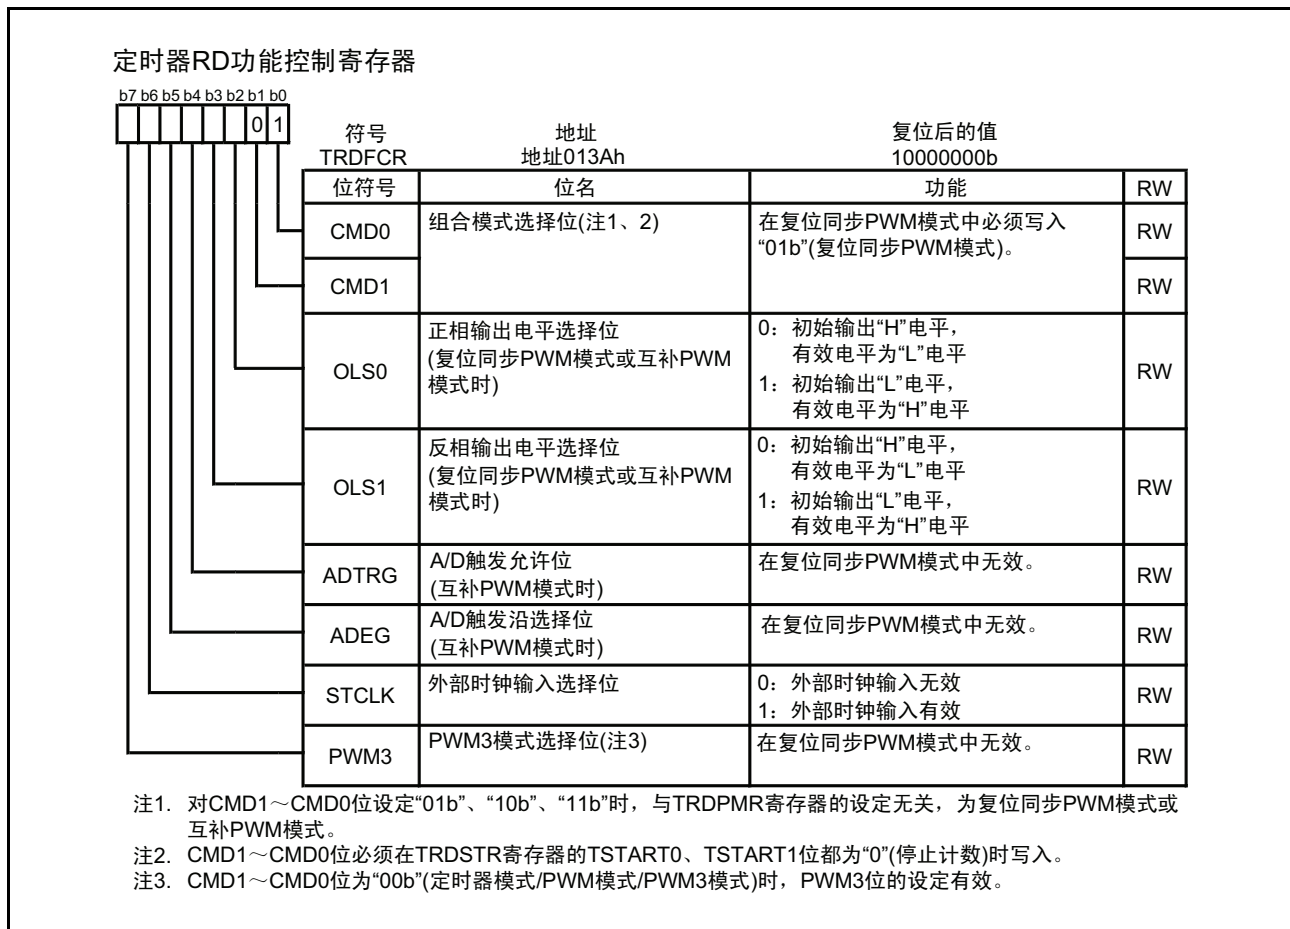 定时器RD功能控制寄存器
b7 b6 b5 b4 b3 b2 b1 b0
0 1
符号 地址 复位后的值
TRDFCR 地址013Ah 10000000b
位符号 位名 功能 RW
CMD0 组合模式选择位(注1、2) 在复位同步PWM模式中必须写入 RW
“01b”(复位同步PWM模式)。
CMD1 RW
OLS0 正相输出电平选择位 0：初始输出“H”电平， RW
(复位同步PWM模式或互补PWM 有效电平为“L”电平
模式时) 1：初始输出“L”电平，
有效电平为“H”电平
OLS1 反相输出电平选择位 0：初始输出“H”电平， RW
(复位同步PWM模式或互补PWM 有效电平为“L”电平
模式时) 1：初始输出“L”电平，
有效电平为“H”电平
ADTRG A/D触发允许位 在复位同步PWM模式中无效。 RW
(互补PWM模式时)
ADEG A/D触发沿选择位 在复位同步PWM模式中无效。 RW
(互补PWM模式时)
STCLK 外部时钟输入选择位 0：外部时钟输入无效 RW
1：外部时钟输入有效
PWM3 PWM3模式选择位(注3) 在复位同步PWM模式中无效。 RW
注1. 对CMD1～CMD0位设定“01b”、“10b”、“11b”时，与TRDPMR寄存器的设定无关，为复位同步PWM模式或
互补PWM模式。
注2. CMD1～CMD0位必须在TRDSTR寄存器的TSTART0、TSTART1位都为“0”(停止计数)时写入。
注3. CMD1～CMD0位为“00b”(定时器模式/PWM模式/PWM3模式)时，PWM3位的设定有效。